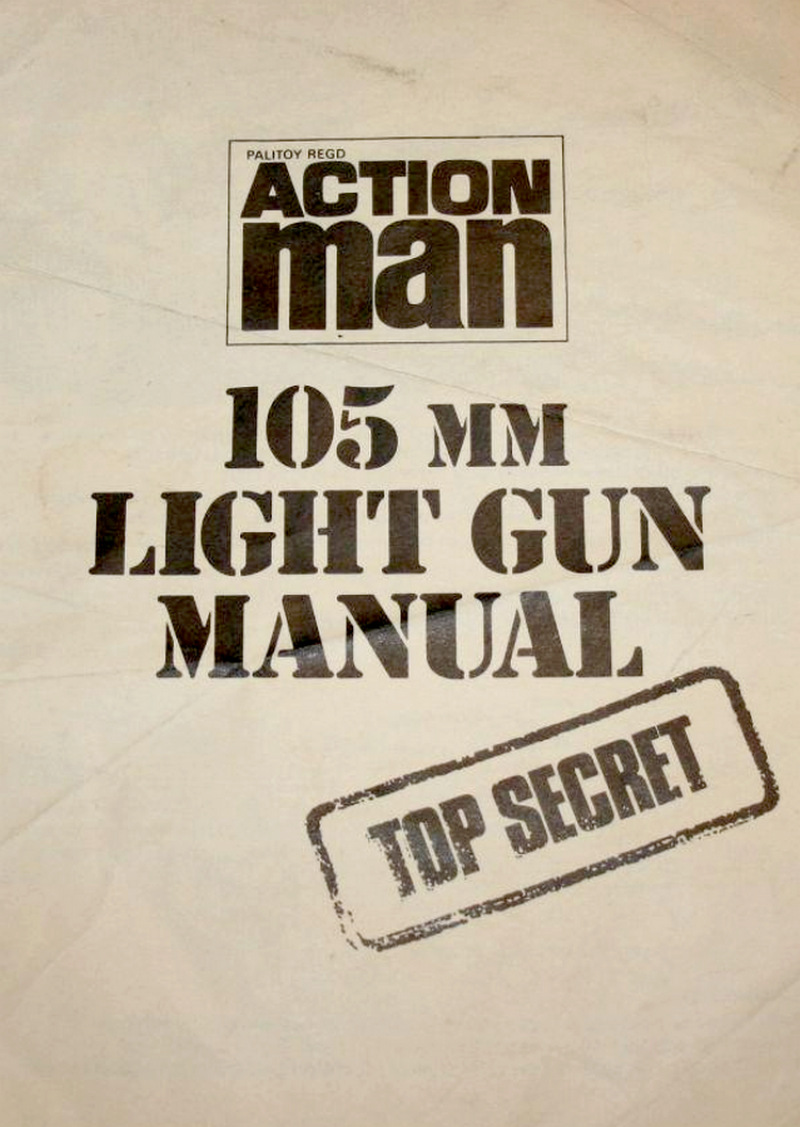 PALITOY REGD
ACTION
man
105 MM
LIGHT GUN
MANUAL
TOP SECRET